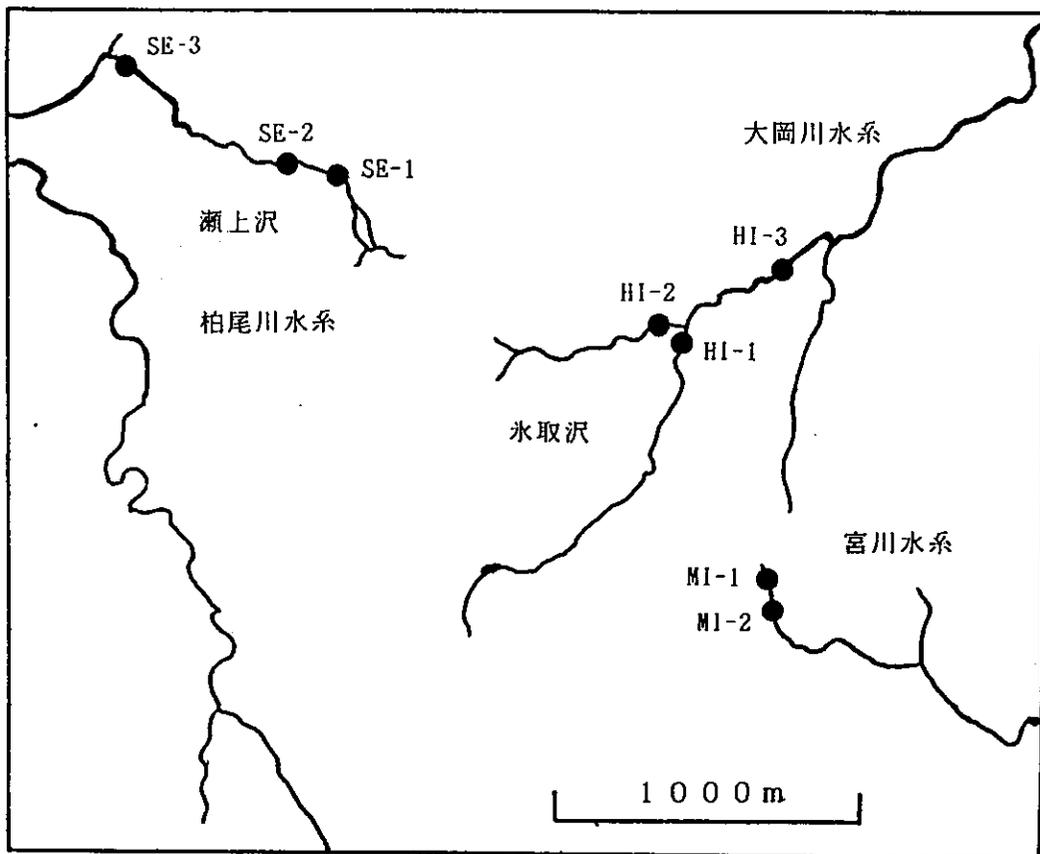 SE-3
SE-2
SE-1
大岡川水系
瀬上沢
HI-3
HI-2
柏尾川水系
HI-1
氷取沢
宮川水系
MI-1
MI-2
1000m